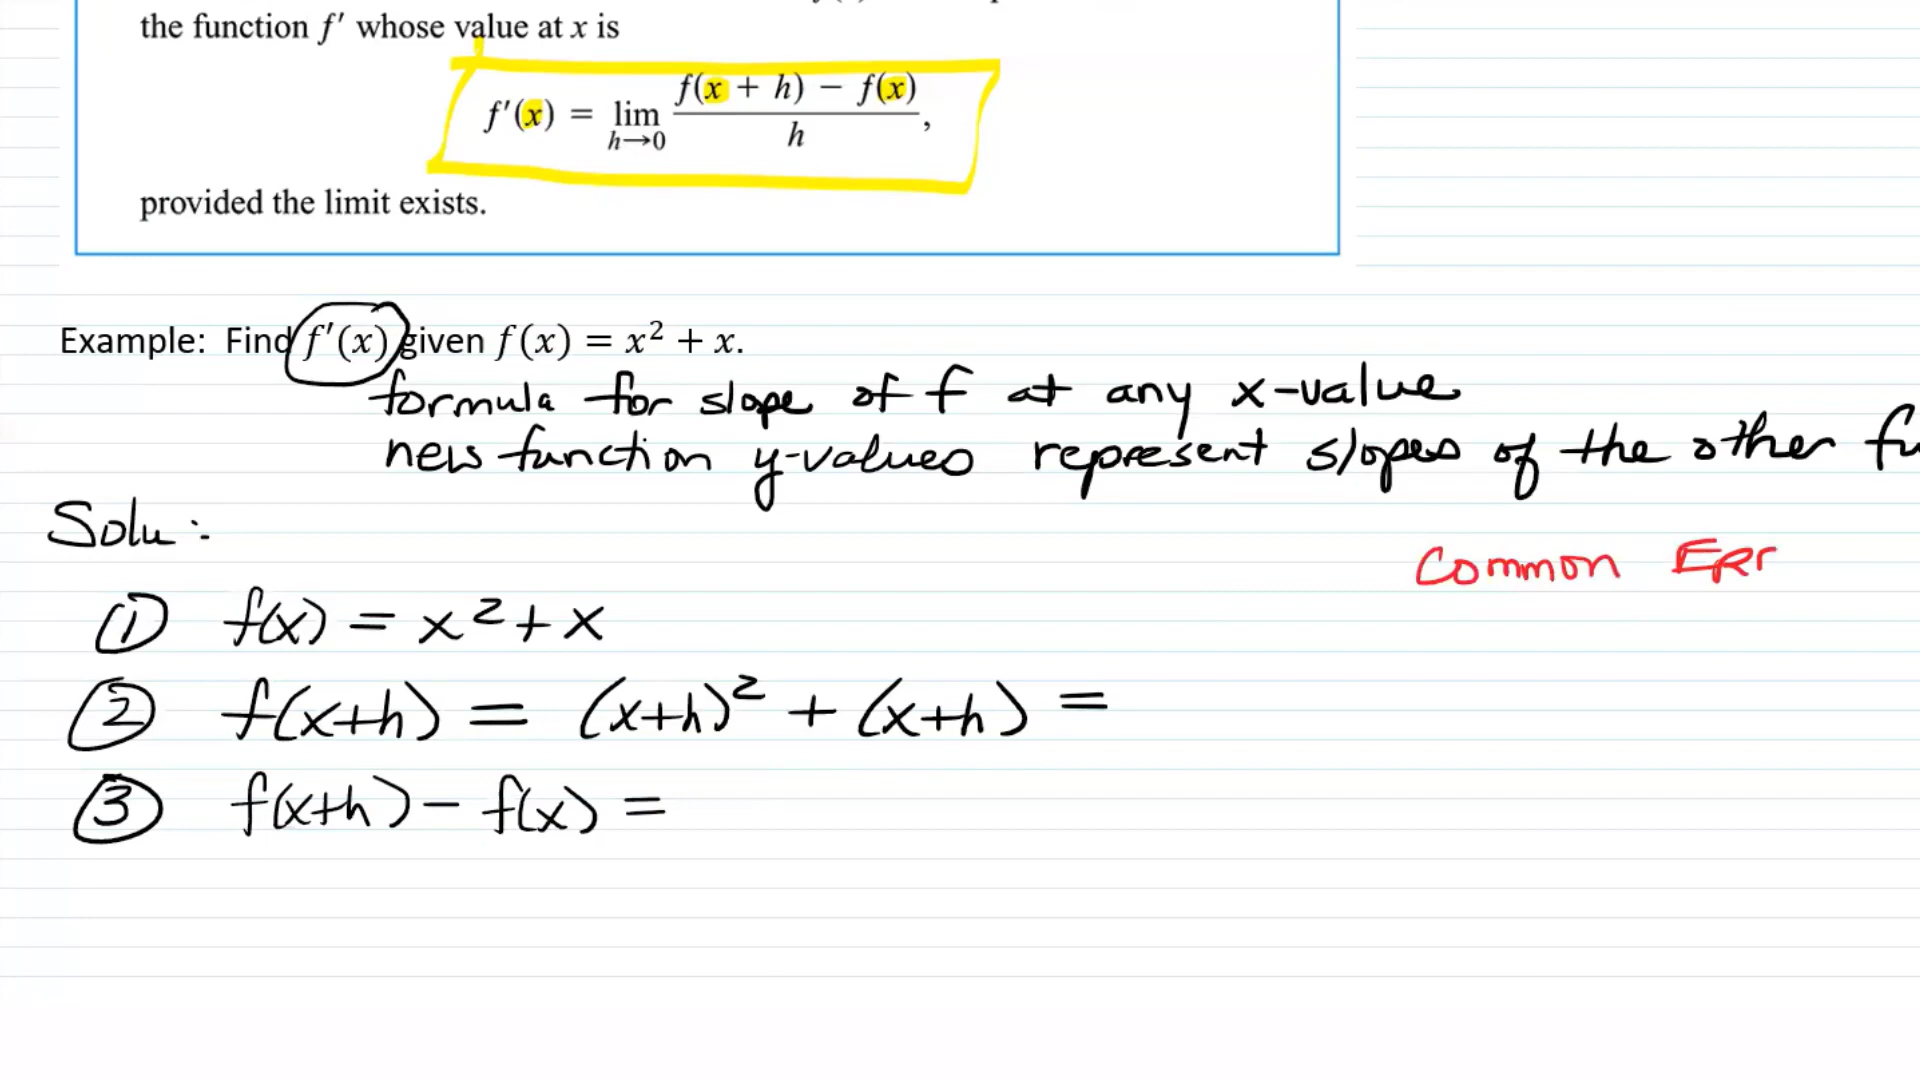 the function f′ whose value at x is
f′(x) = lim h→0 f(x + h) − f(x) / h ,
provided the limit exists.
Example: Find f′(x) given f(x) = x² + x.
formula for slope of f at any x-value
new function y-values represent slopes of the other fu
Solu:
Common Err
① f(x) = x² + x
② f(x+h) = (x+h)² + (x+h) =
③ f(x+h) − f(x) =